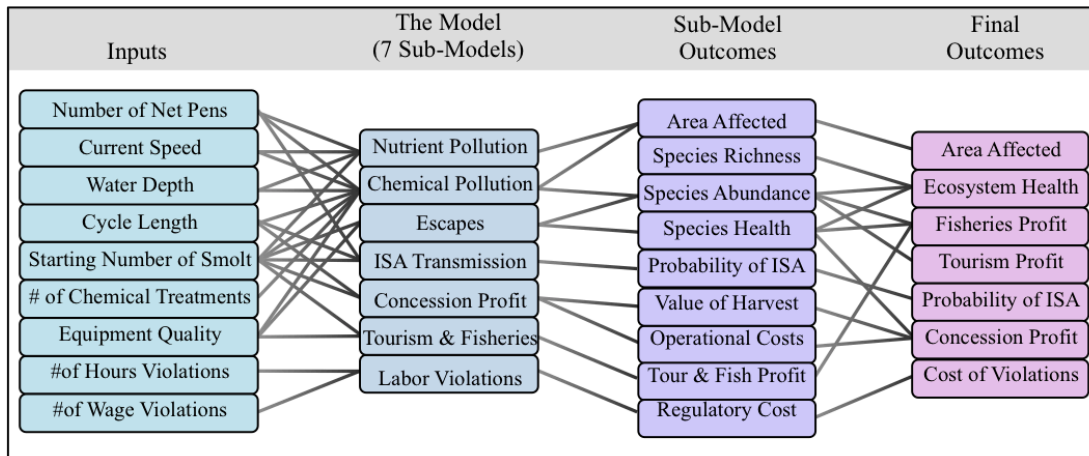 Inputs
The Model
(7 Sub-Models)
Sub-Model
Outcomes
Final
Outcomes
Number of Net Pens
Current Speed
Water Depth
Cycle Length
Starting Number of Smolt
# of Chemical Treatments
Equipment Quality
#of Hours Violations
#of Wage Violations
Nutrient Pollution
Chemical Pollution
Escapes
ISA Transmission
Concession Profit
Tourism & Fisheries
Labor Violations
Area Affected
Species Richness
Species Abundance
Species Health
Probability of ISA
Value of Harvest
Operational Costs
Tour & Fish Profit
Regulatory Cost
Area Affected
Ecosystem Health
Fisheries Profit
Tourism Profit
Probability of ISA
Concession Profit
Cost of Violations